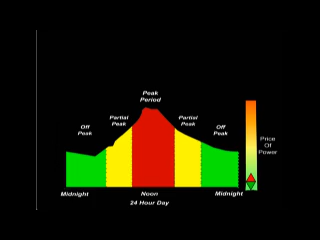 Peak
Period
Partial
Peak
Partial
Peak
Off
Peak
Off
Peak
Price
Of
Power
Midnight
Noon
Midnight
24 Hour Day